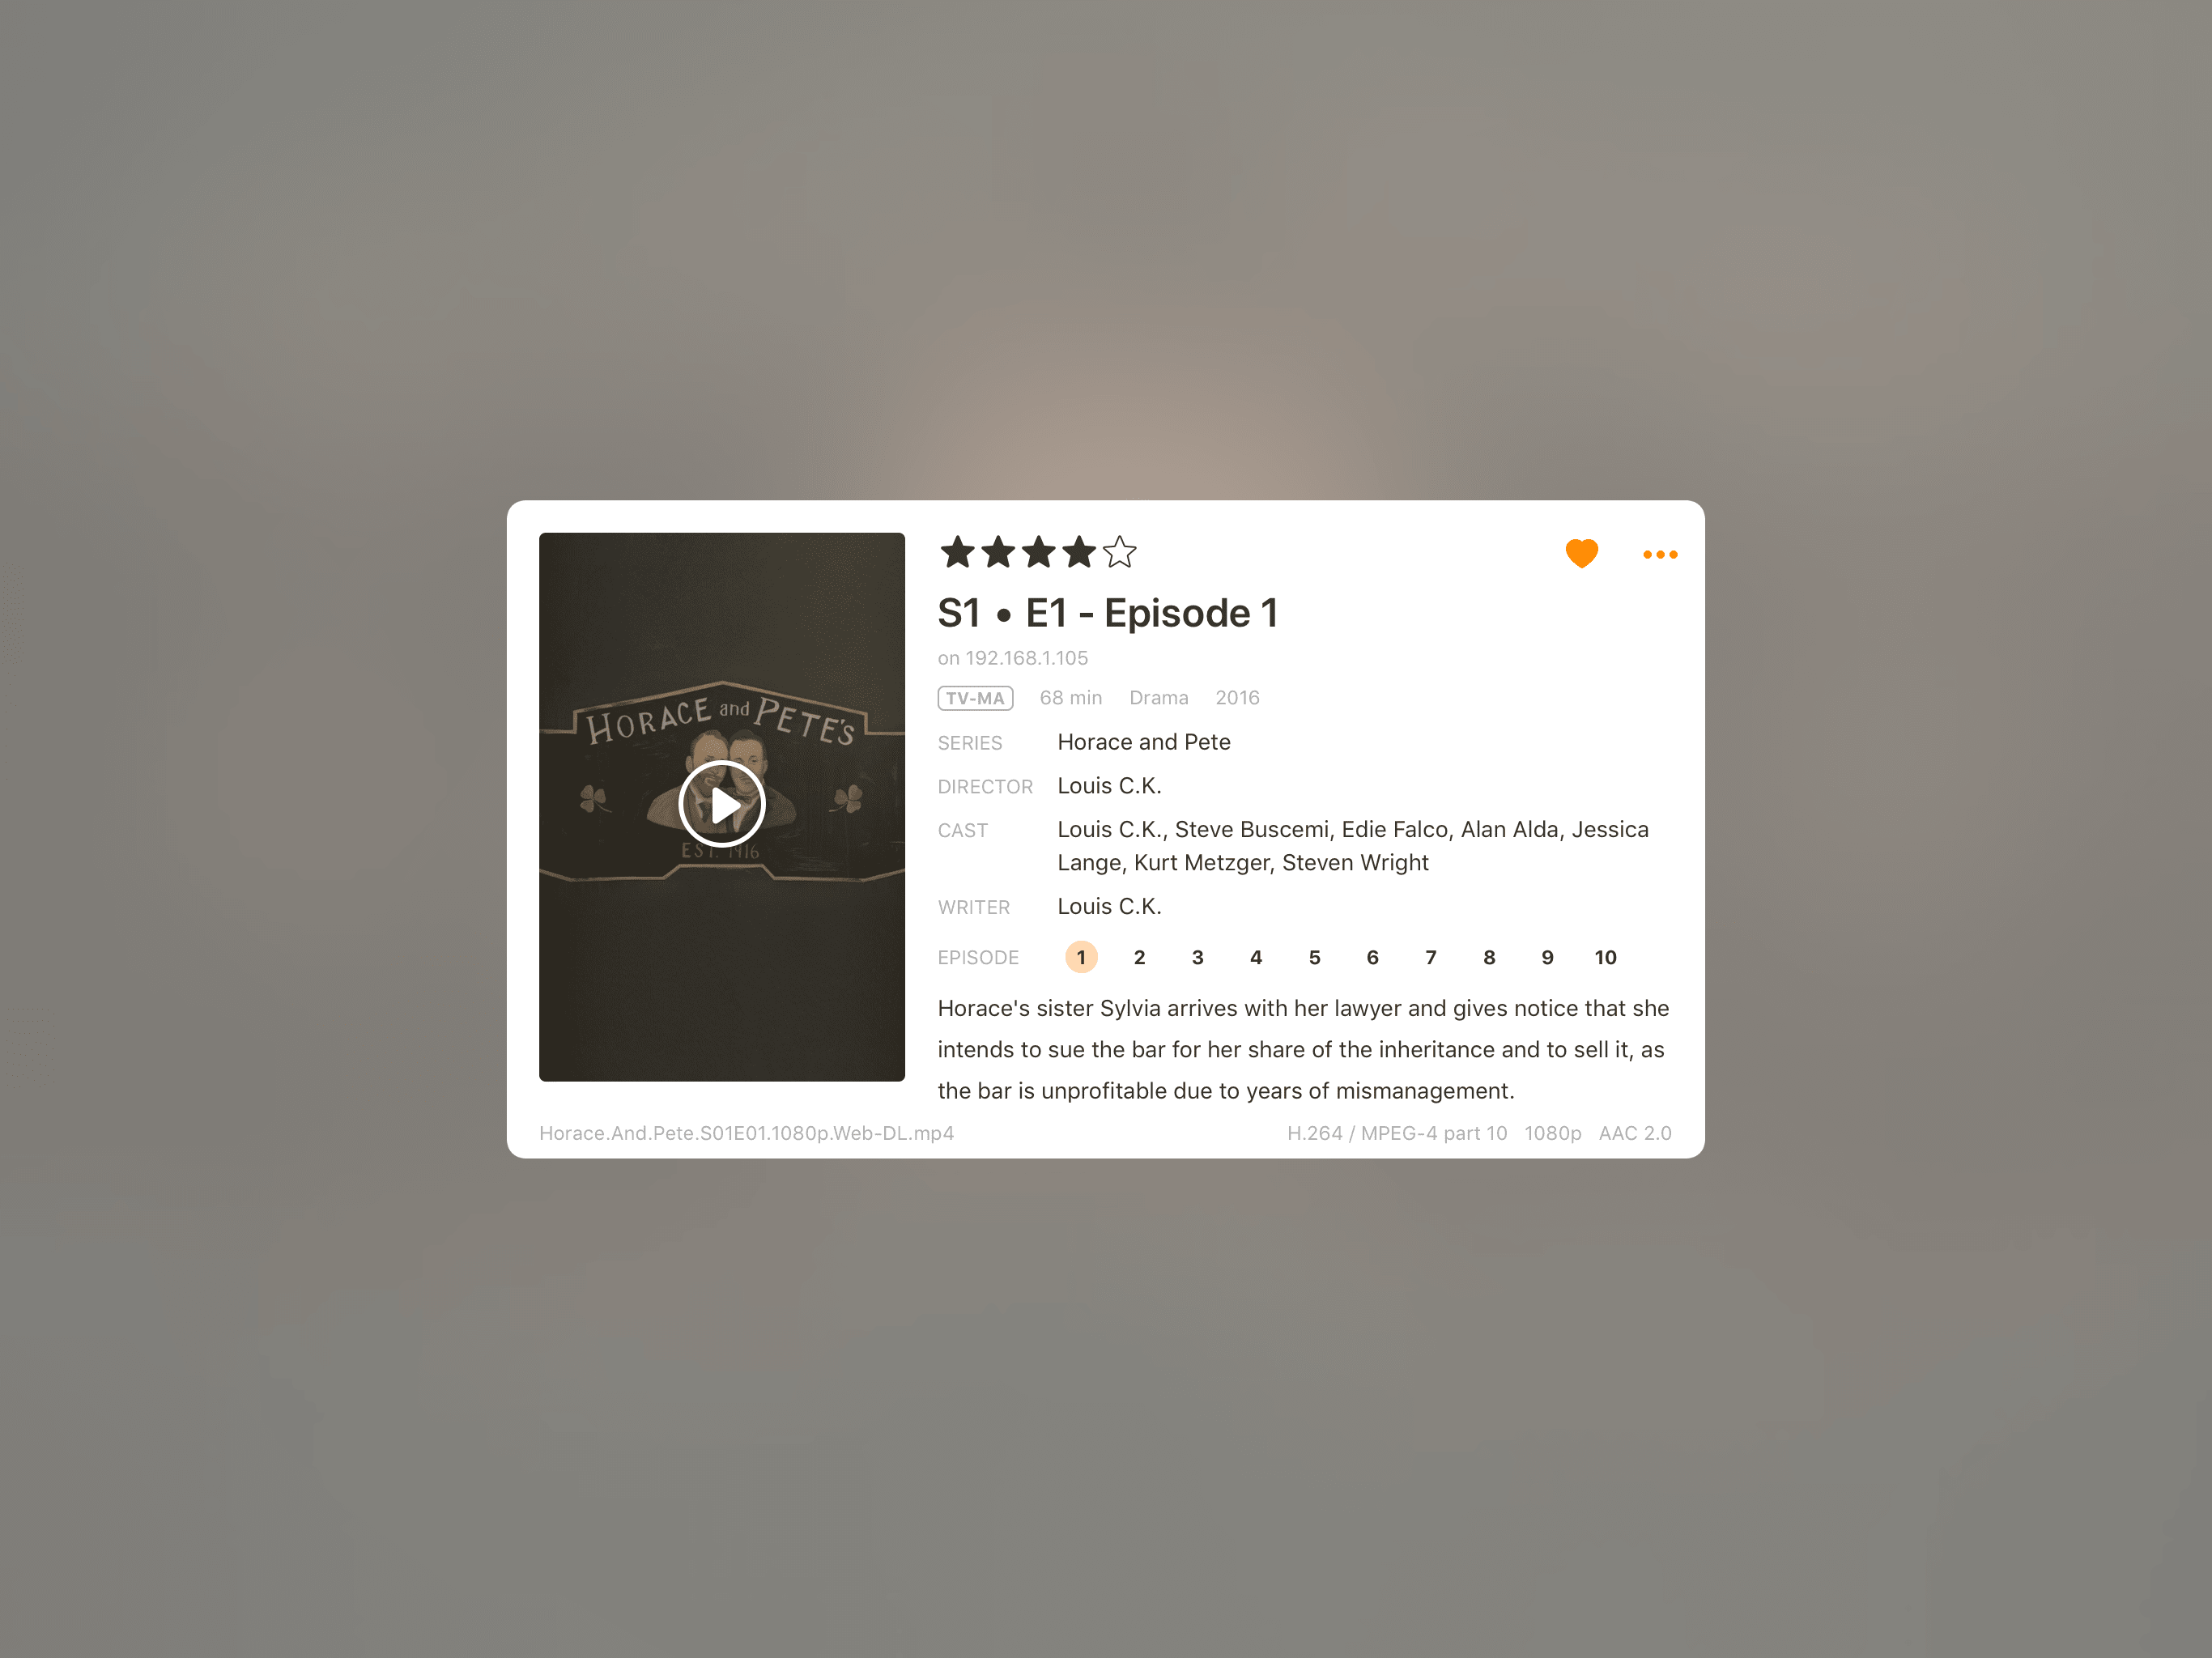 HORACE and PETE'S
EST. 1916
S1 • E1 - Episode 1
on 192.168.1.105
TV-MA 68 min Drama 2016
SERIES Horace and Pete
DIRECTOR Louis C.K.
CAST Louis C.K., Steve Buscemi, Edie Falco, Alan Alda, Jessica
Lange, Kurt Metzger, Steven Wright
WRITER Louis C.K.
EPISODE 1 2 3 4 5 6 7 8 9 10
Horace's sister Sylvia arrives with her lawyer and gives notice that she
intends to sue the bar for her share of the inheritance and to sell it, as
the bar is unprofitable due to years of mismanagement.
Horace.And.Pete.S01E01.1080p.Web-DL.mp4 H.264 / MPEG-4 part 10 1080p AAC 2.0